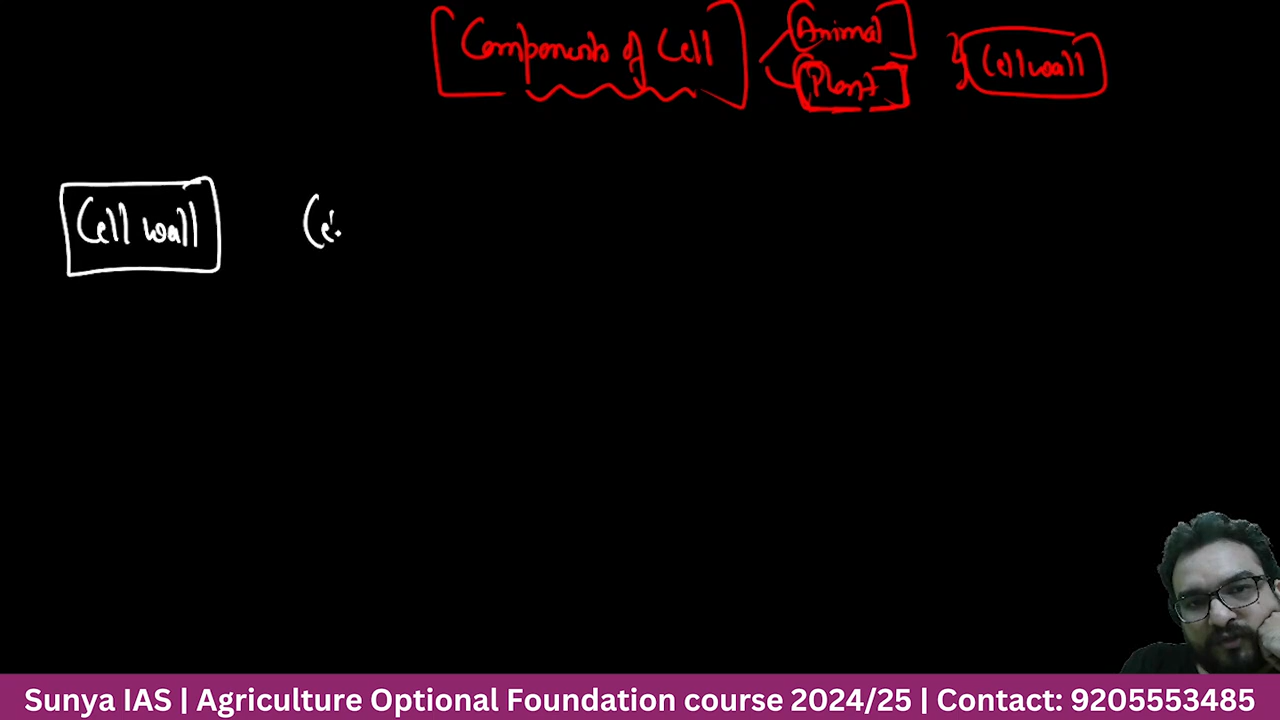 Components of Cell
Animal
Plant
Cell wall
Cell wall
Sunya IAS | Agriculture Optional Foundation course 2024/25 | Contact: 9205553485